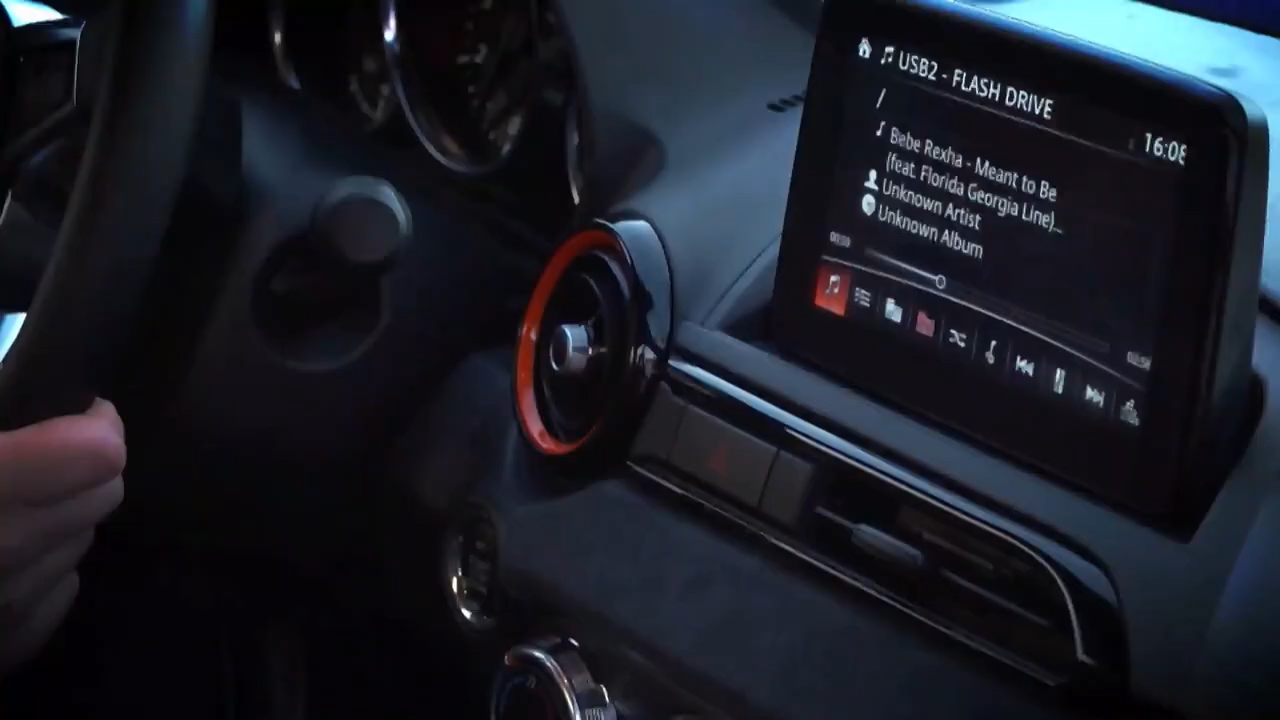 USB2 - FLASH DRIVE
/
16:08
Bebe Rexha - Meant to Be
(feat. Florida Georgia Line)...
Unknown Artist
Unknown Album